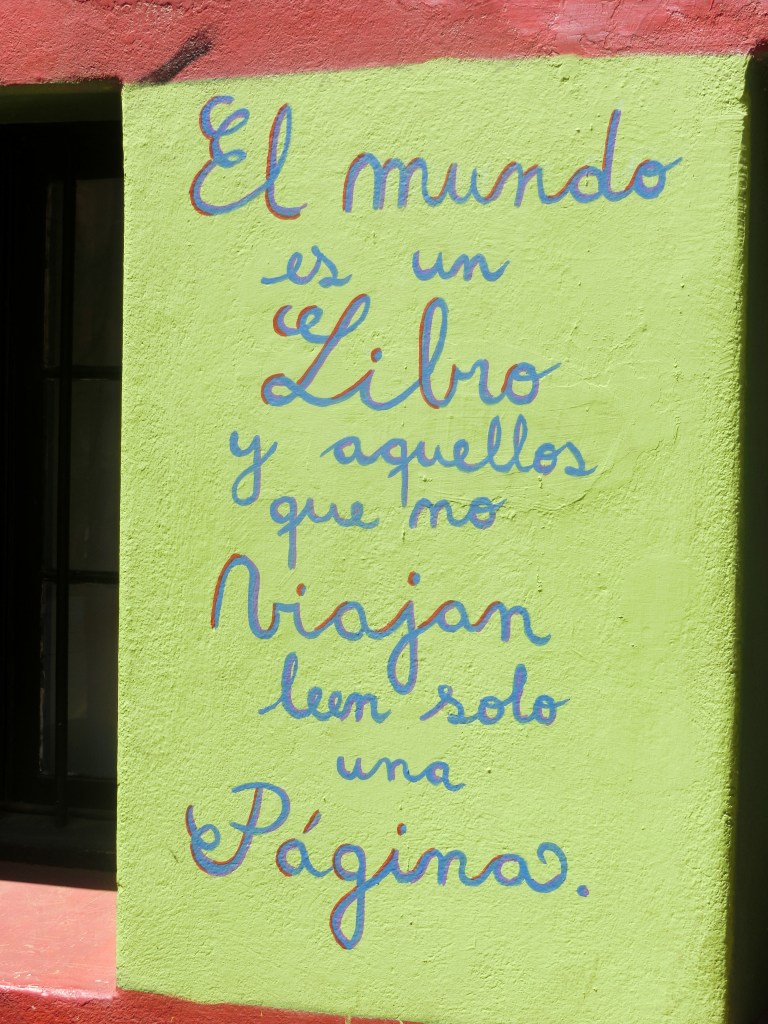 El mundo
es un
Libro
y aquellos
que no
Viajan
leen solo
una
Página.